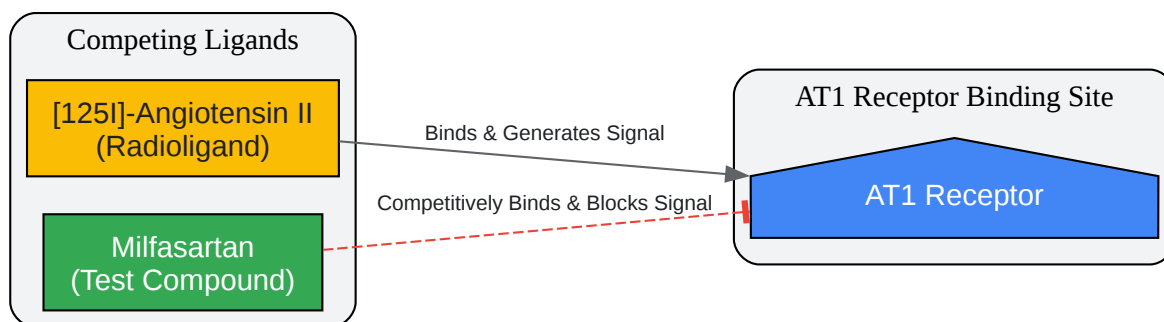 Competing Ligands
[125I]-Angiotensin II
(Radioligand)
Milfasartan
(Test Compound)
Binds & Generates Signal
Competitively Binds & Blocks Signal
AT1 Receptor Binding Site
AT1 Receptor